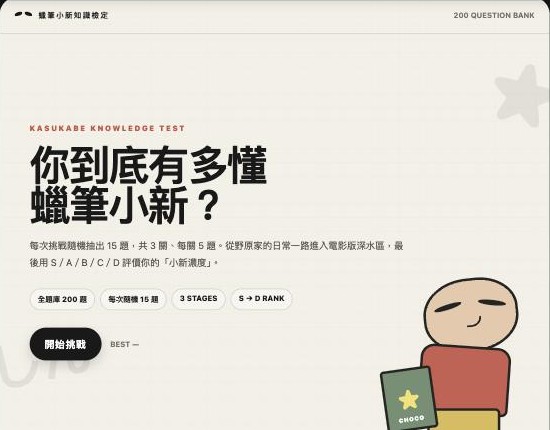 蠟筆小新知識檢定
200 QUESTION BANK
KASUKABE KNOWLEDGE TEST
你到底有多懂
蠟筆小新？
每次挑戰隨機抽出 15 題，共 3 關、每關 5 題。從野原家的日常一路進入電影版深水區，最
後用 S / A / B / C / D 評價你的「小新濃度」。
全題庫 200 題
每次隨機 15 題
3 STAGES
S → D RANK
開始挑戰
BEST —
CHOCO